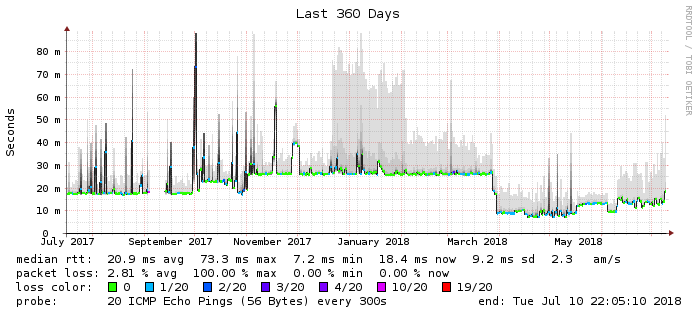 Last 360 Days
RRDTOOL / TOBI OETIKER
Seconds
80 m
70 m
60 m
50 m
40 m
30 m
20 m
10 m
0
July 2017 September 2017 November 2017 January 2018 March 2018 May 2018
median rtt: 20.9 ms avg 73.3 ms max 7.2 ms min 18.4 ms now 9.2 ms sd 2.3 am/s
packet loss: 2.81 % avg 100.00 % max 0.00 % min 0.00 % now
loss color: 0 1/20 2/20 3/20 4/20 10/20 19/20
probe: 20 ICMP Echo Pings (56 Bytes) every 300s end: Tue Jul 10 22:05:10 2018